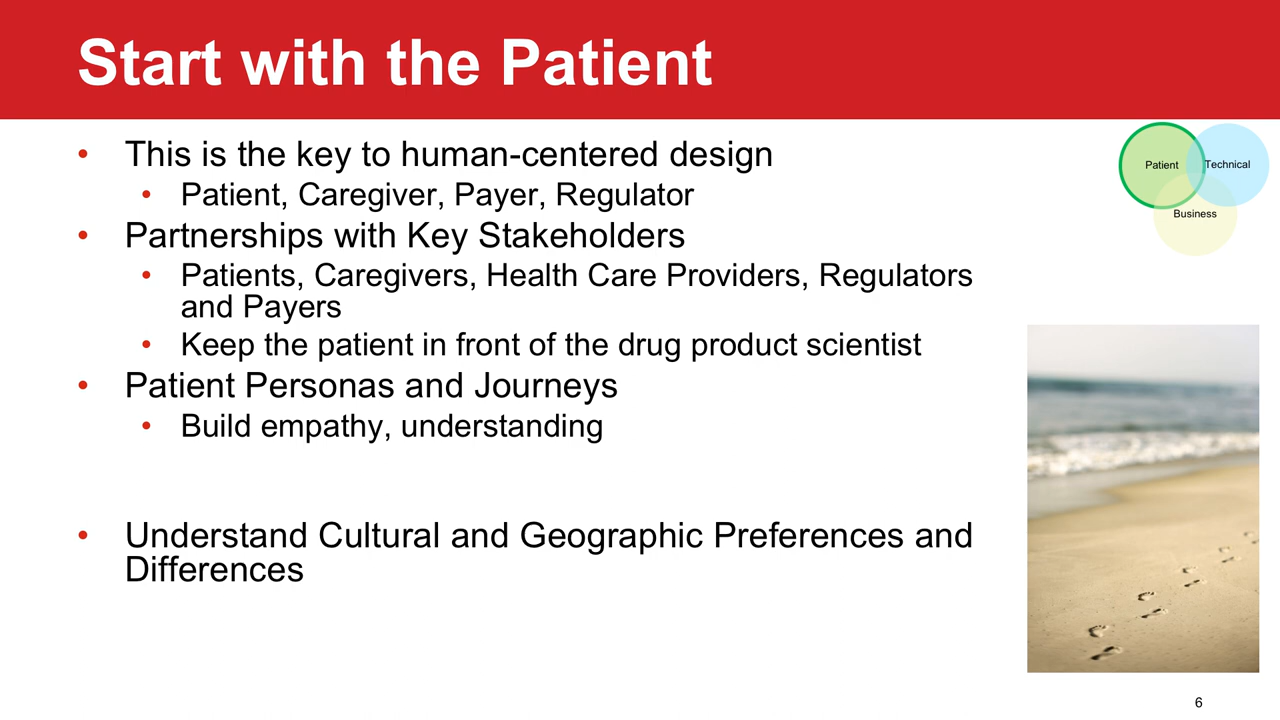 Start with the Patient
• This is the key to human-centered design
• Patient, Caregiver, Payer, Regulator
• Partnerships with Key Stakeholders
• Patients, Caregivers, Health Care Providers, Regulators
and Payers
• Keep the patient in front of the drug product scientist
• Patient Personas and Journeys
• Build empathy, understanding
• Understand Cultural and Geographic Preferences and
Differences
Patient
Technical
Business
6